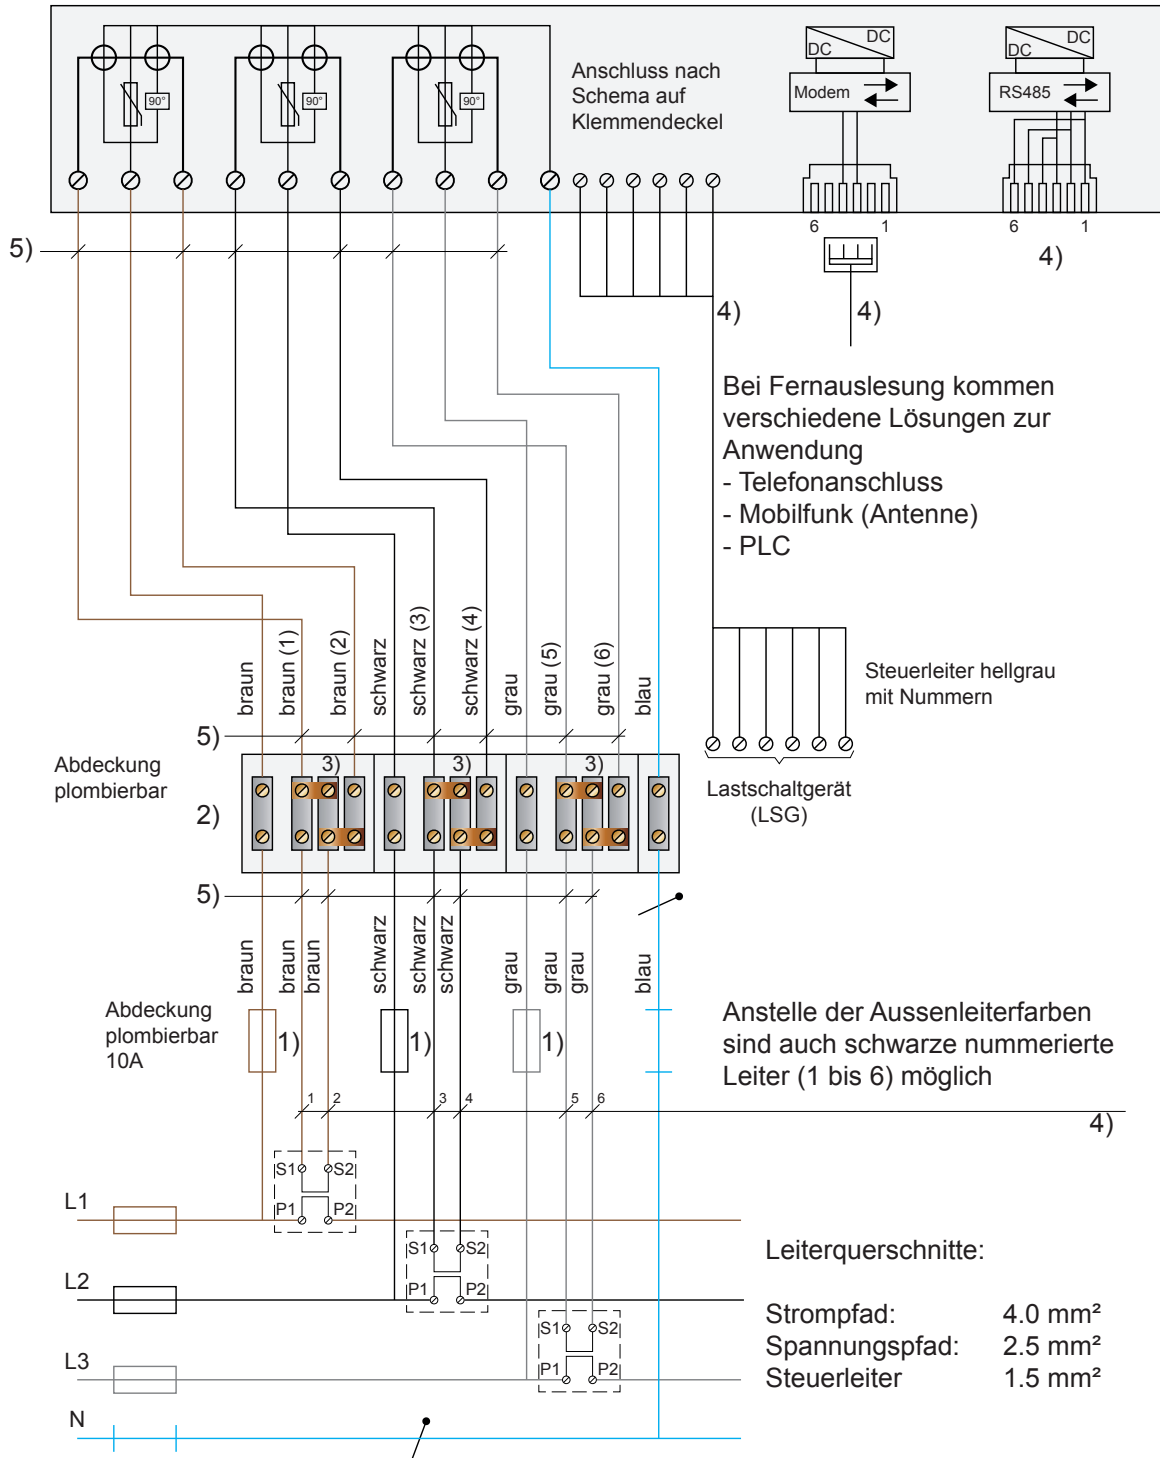 DC DC
DC DC
Anschluss nach
Schema auf
Klemmendeckel
Modem
RS485
90°
90°
90°
6 1
6 1
5)
4)
4)
4)
Bei Fernauslesung kommen
verschiedene Lösungen zur
Anwendung
- Telefonanschluss
- Mobilfunk (Antenne)
- PLC
braun
braun (1)
braun (2)
schwarz
schwarz (3)
schwarz (4)
grau
grau (5)
grau (6)
blau
Steuerleiter hellgrau
mit Nummern
5)
Abdeckung
plombierbar
3)
3)
3)
2)
Lastschaltgerät
(LSG)
5)
braun
braun
braun
schwarz
schwarz
schwarz
grau
grau
grau
blau
Abdeckung
plombierbar
10A
1)
1)
1)
Anstelle der Aussenleiterfarben
sind auch schwarze nummerierte
Leiter (1 bis 6) möglich
1 2 3 4 5 6
4)
S1 S2
P1 P2
L1
S1 S2
P1 P2
L2
S1 S2
P1 P2
L3
N
Leiterquerschnitte:
Strompfad: 4.0 mm²
Spannungspfad: 2.5 mm²
Steuerleiter 1.5 mm²